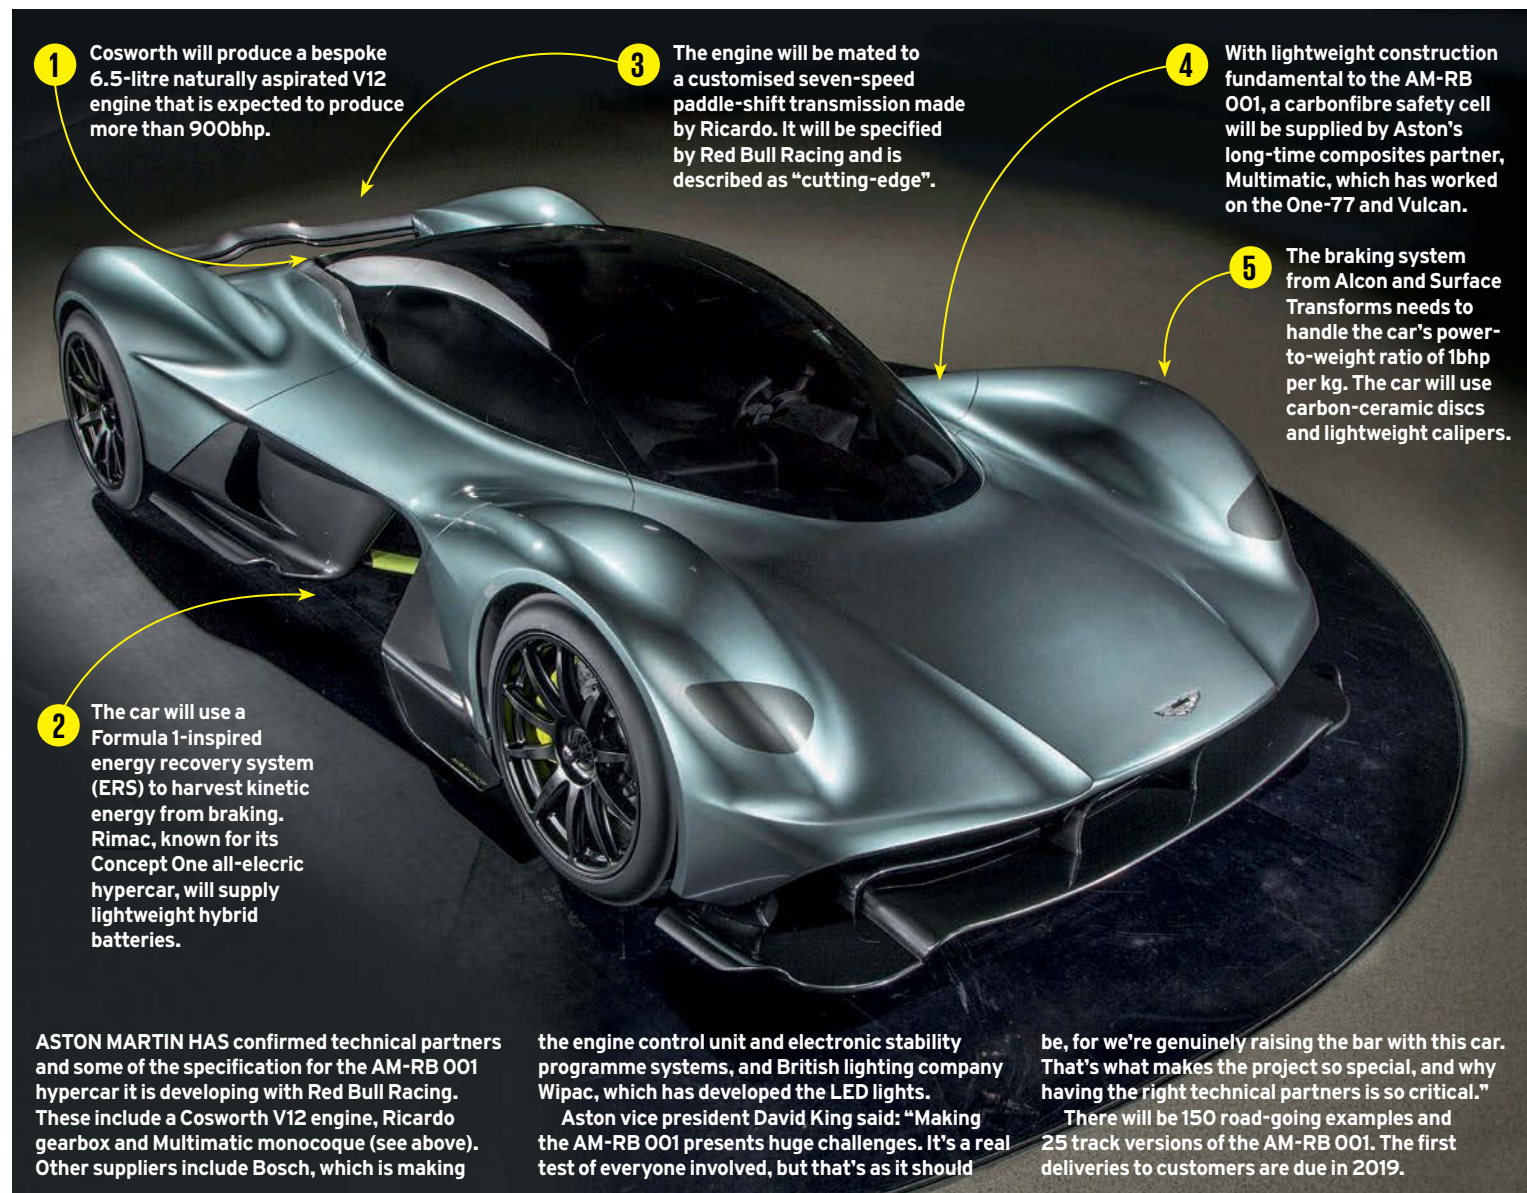 1
Cosworth will produce a bespoke
6.5-litre naturally aspirated V12
engine that is expected to produce
more than 900bhp.
3
The engine will be mated to
a customised seven-speed
paddle-shift transmission made
by Ricardo. It will be specified
by Red Bull Racing and is
described as “cutting-edge”.
4
With lightweight construction
fundamental to the AM-RB
001, a carbonfibre safety cell
will be supplied by Aston’s
long-time composites partner,
Multimatic, which has worked
on the One-77 and Vulcan.
5
The braking system
from Alcon and Surface
Transforms needs to
handle the car’s power-
to-weight ratio of 1bhp
per kg. The car will use
carbon-ceramic discs
and lightweight calipers.
2
The car will use a
Formula 1-inspired
energy recovery system
(ERS) to harvest kinetic
energy from braking.
Rimac, known for its
Concept One all-elecric
hypercar, will supply
lightweight hybrid
batteries.
ASTON MARTIN HAS confirmed technical partners
and some of the specification for the AM-RB 001
hypercar it is developing with Red Bull Racing.
These include a Cosworth V12 engine, Ricardo
gearbox and Multimatic monocoque (see above).
Other suppliers include Bosch, which is making
the engine control unit and electronic stability
programme systems, and British lighting company
Wipac, which has developed the LED lights.
Aston vice president David King said: “Making
the AM-RB 001 presents huge challenges. It’s a real
test of everyone involved, but that’s as it should
be, for we’re genuinely raising the bar with this car.
That’s what makes the project so special, and why
having the right technical partners is so critical.”
There will be 150 road-going examples and
25 track versions of the AM-RB 001. The first
deliveries to customers are due in 2019.